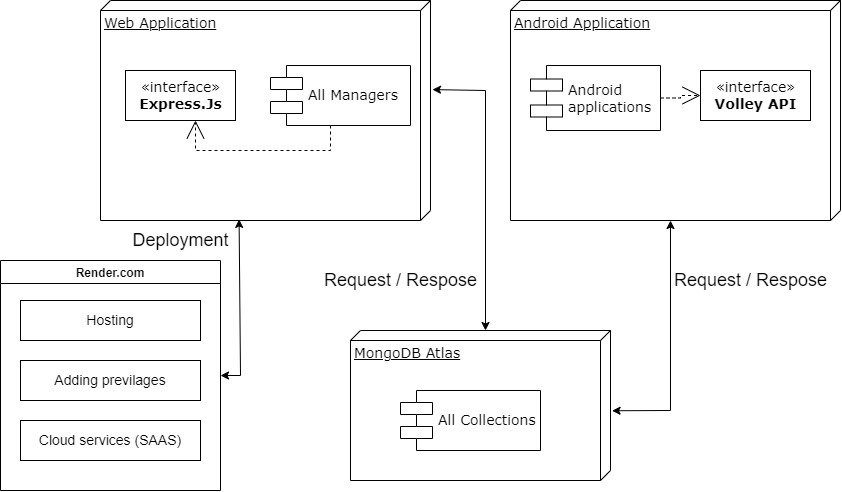 Web Application
«interface»
Express.Js
All Managers
Android Application
Android
applications
«interface»
Volley API
Deployment
Request / Respose
Request / Respose
Render.com
Hosting
Adding previlages
Cloud services (SAAS)
MongoDB Atlas
All Collections